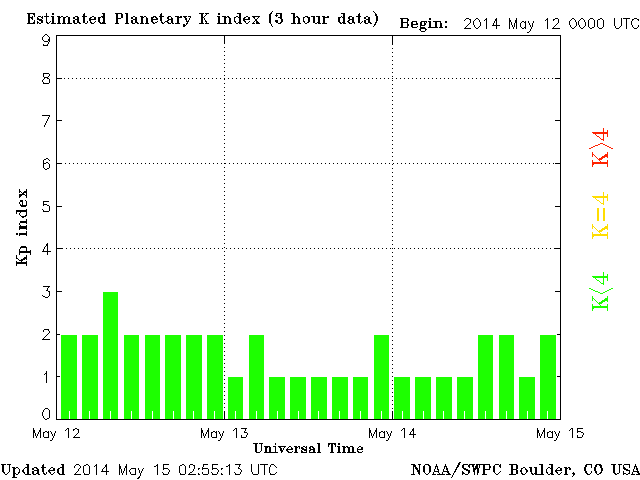 Estimated Planetary K index (3 hour data)
Begin: 2014 May 12 0000 UTC
9
8
7
6
5
4
3
2
1
0
Kp index
K>4
K=4
K<4
May 12
May 13
May 14
May 15
Universal Time
Updated 2014 May 15 02:55:13 UTC
NOAA/SWPC Boulder, CO USA